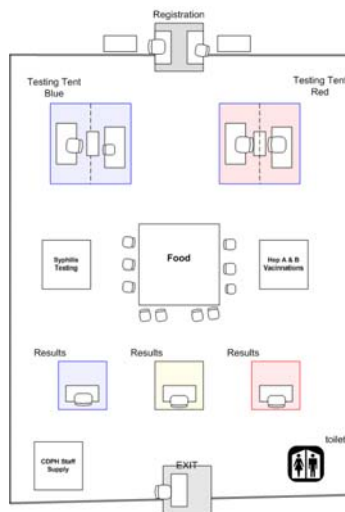 Registration
Testing Tent
Blue
Testing Tent
Red
Syphilis
Testing
Food
Hep A & B
Vacinnations
Results
Results
Results
CDPH Staff
Supply
EXIT
toilet